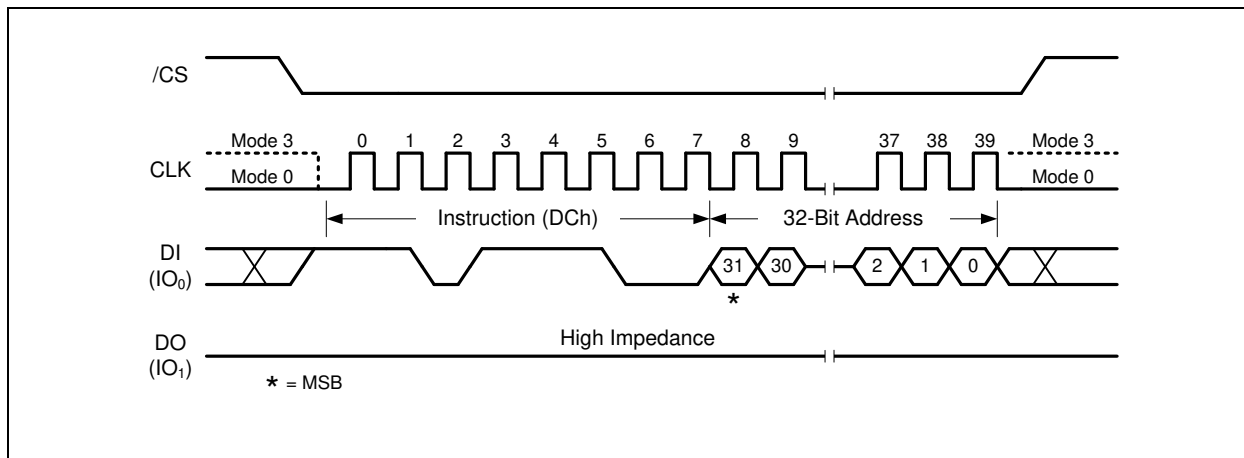 /CS
Mode 3 0 1 2 3 4 5 6 7 8 9 37 38 39 Mode 3
CLK
Mode 0 Mode 0
Instruction (DCh) 32-Bit Address
DI
(IO₀)
31 30 2 1 0
*
DO
(IO₁)
High Impedance
* = MSB